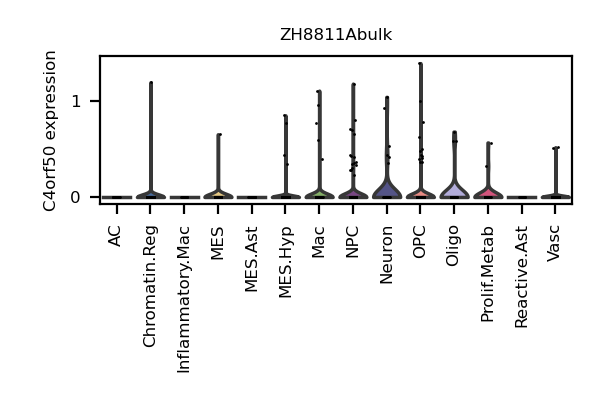 ZH8811Abulk
C4orf50 expression
1
0
AC
Chromatin.Reg
Inflammatory.Mac
MES
MES.Ast
MES.Hyp
Mac
NPC
Neuron
OPC
Oligo
Prolif.Metab
Reactive.Ast
Vasc